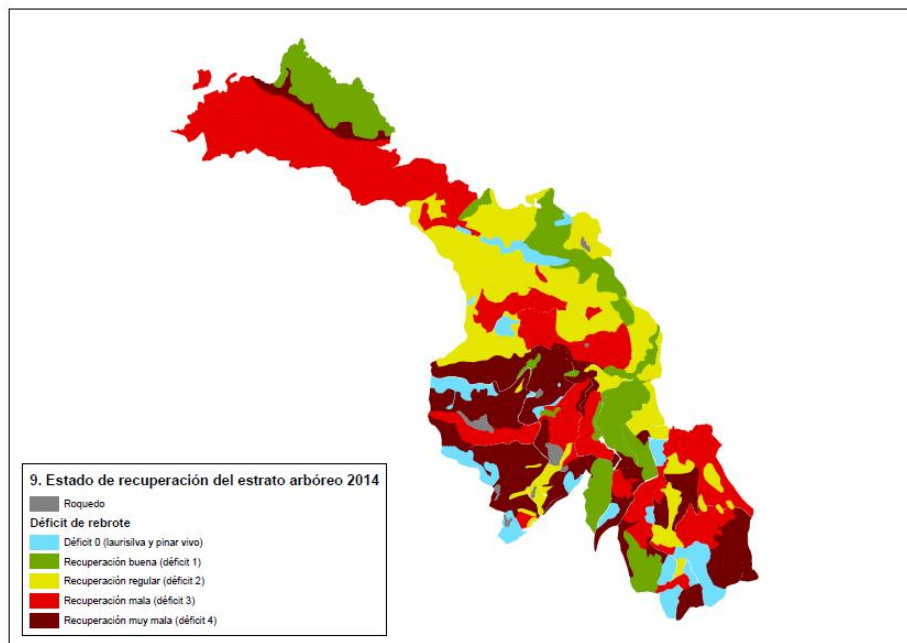 9. Estado de recuperación del estrato arbóreo 2014
Roquedo
Déficit de rebrote
Déficit 0 (laurisilva y pinar vivo)
Recuperación buena (déficit 1)
Recuperación regular (déficit 2)
Recuperación mala (déficit 3)
Recuperación muy mala (déficit 4)